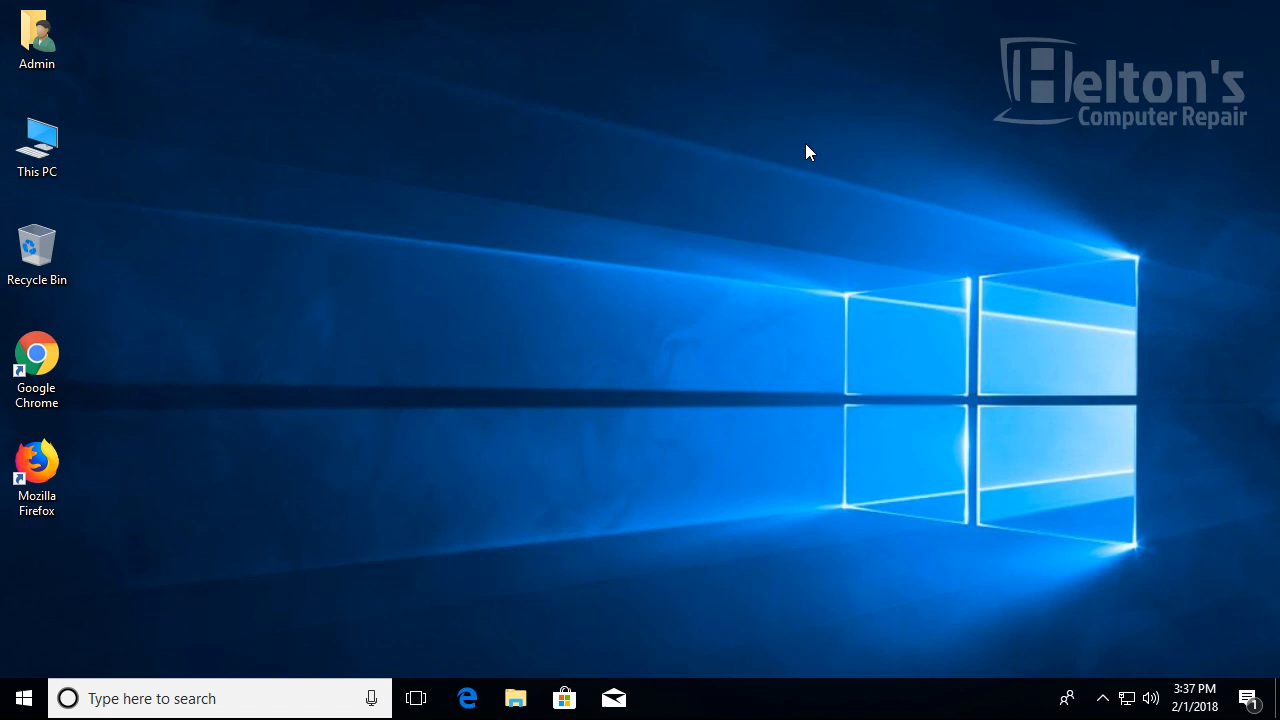 Admin
This PC
Recycle Bin
Google
Chrome
Mozilla
Firefox
Helton's
Computer Repair
Type here to search
3:37 PM
2/1/2018
1